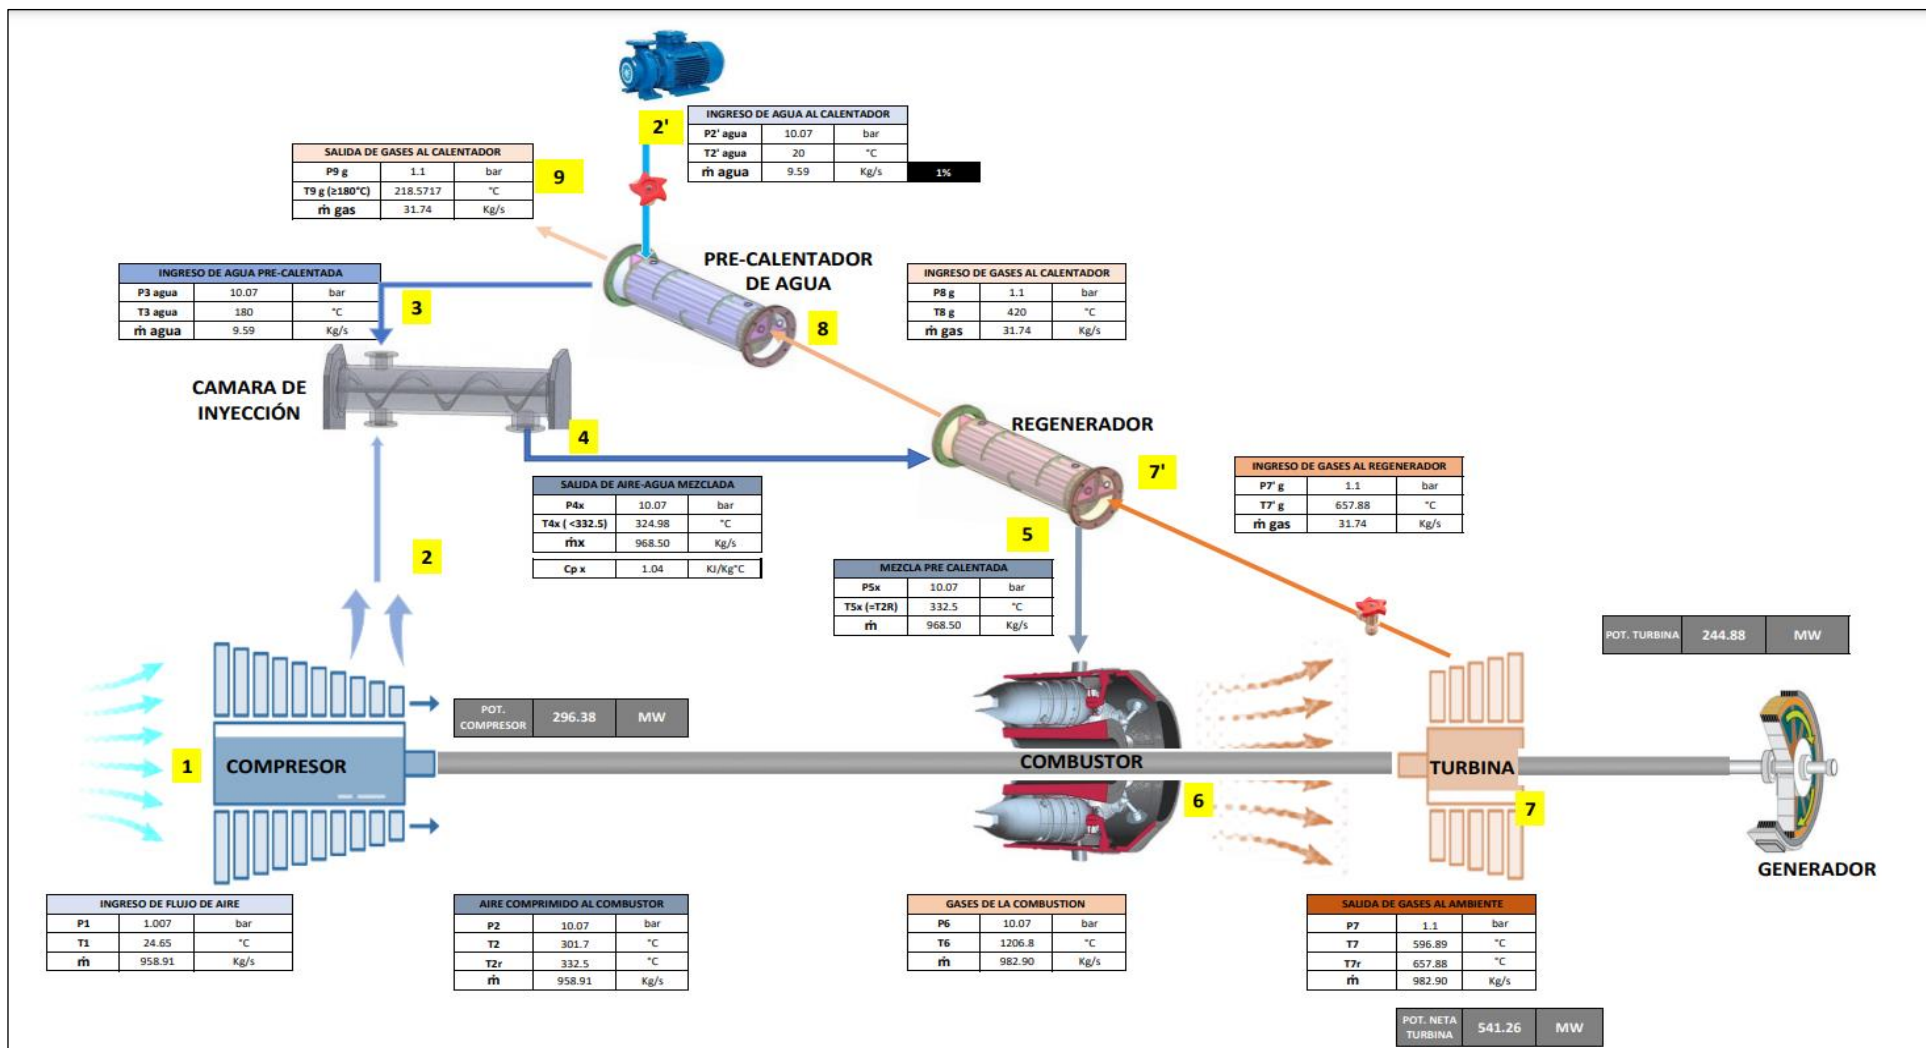 2'
INGRESO DE AGUA AL CALENTADOR
P2' agua 10.07 bar
T2' agua 20 °C
ṁ agua 9.59 Kg/s 1%
SALIDA DE GASES AL CALENTADOR
P9 g 1.1 bar
T9 g (≥180°C) 218.5717 °C
ṁ gas 31.74 Kg/s
9
PRE-CALENTADOR
DE AGUA
INGRESO DE AGUA PRE-CALENTADA
P3 agua 10.07 bar
T3 agua 180 °C
ṁ agua 9.59 Kg/s
3
8
INGRESO DE GASES AL CALENTADOR
P8 g 1.1 bar
T8 g 420 °C
ṁ gas 31.74 Kg/s
CAMARA DE
INYECCIÓN
4
REGENERADOR
7'
INGRESO DE GASES AL REGENERADOR
P7' g 1.1 bar
T7' g 657.88 °C
ṁ gas 31.74 Kg/s
SALIDA DE AIRE-AGUA MEZCLADA
P4x 10.07 bar
T4x ( <332.5) 324.98 °C
ṁx 968.50 Kg/s
Cp x 1.04 KJ/Kg°C
2
5
MEZCLA PRE CALENTADA
P5x 10.07 bar
T5x (=T2R) 332.5 °C
ṁ 968.50 Kg/s
POT. TURBINA 244.88 MW
POT.
COMPRESOR 296.38 MW
1
COMPRESOR
COMBUSTOR
6
TURBINA
7
GENERADOR
INGRESO DE FLUJO DE AIRE
P1 1.007 bar
T1 24.65 °C
ṁ 958.91 Kg/s
AIRE COMPRIMIDO AL COMBUSTOR
P2 10.07 bar
T2 301.7 °C
T2r 332.5 °C
ṁ 958.91 Kg/s
GASES DE LA COMBUSTION
P6 10.07 bar
T6 1206.8 °C
ṁ 982.90 Kg/s
SALIDA DE GASES AL AMBIENTE
P7 1.1 bar
T7 596.89 °C
T7r 657.88 °C
ṁ 982.90 Kg/s
POT. NETA
TURBINA 541.26 MW